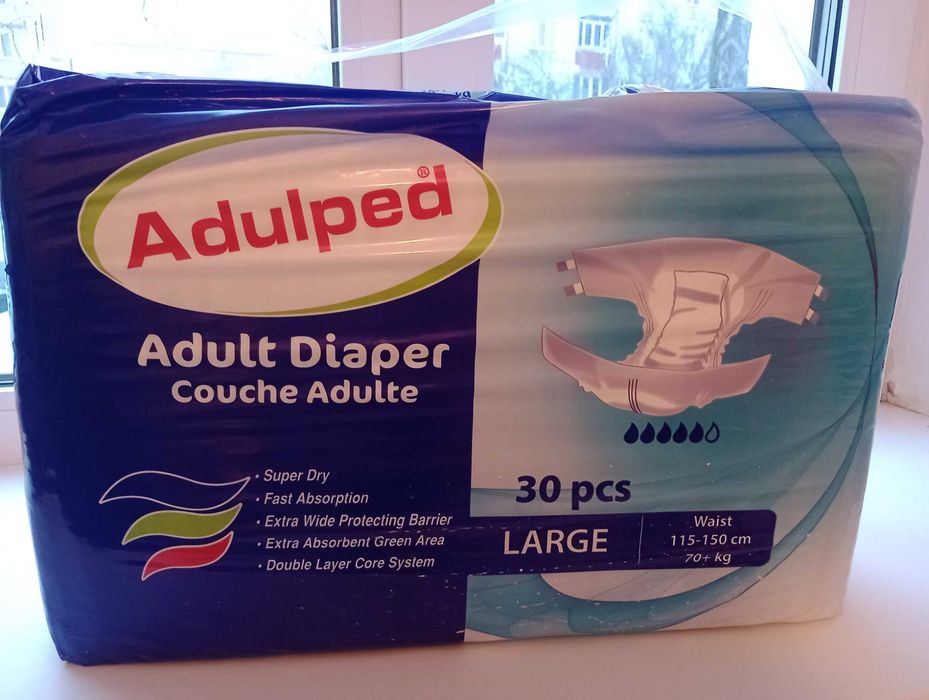 Adulped®
Adult Diaper
Couche Adulte
• Super Dry
• Fast Absorption
• Extra Wide Protecting Barrier
• Extra Absorbent Green Area
• Double Layer Core System
30 pcs
LARGE
Waist
115-150 cm
70+ kg